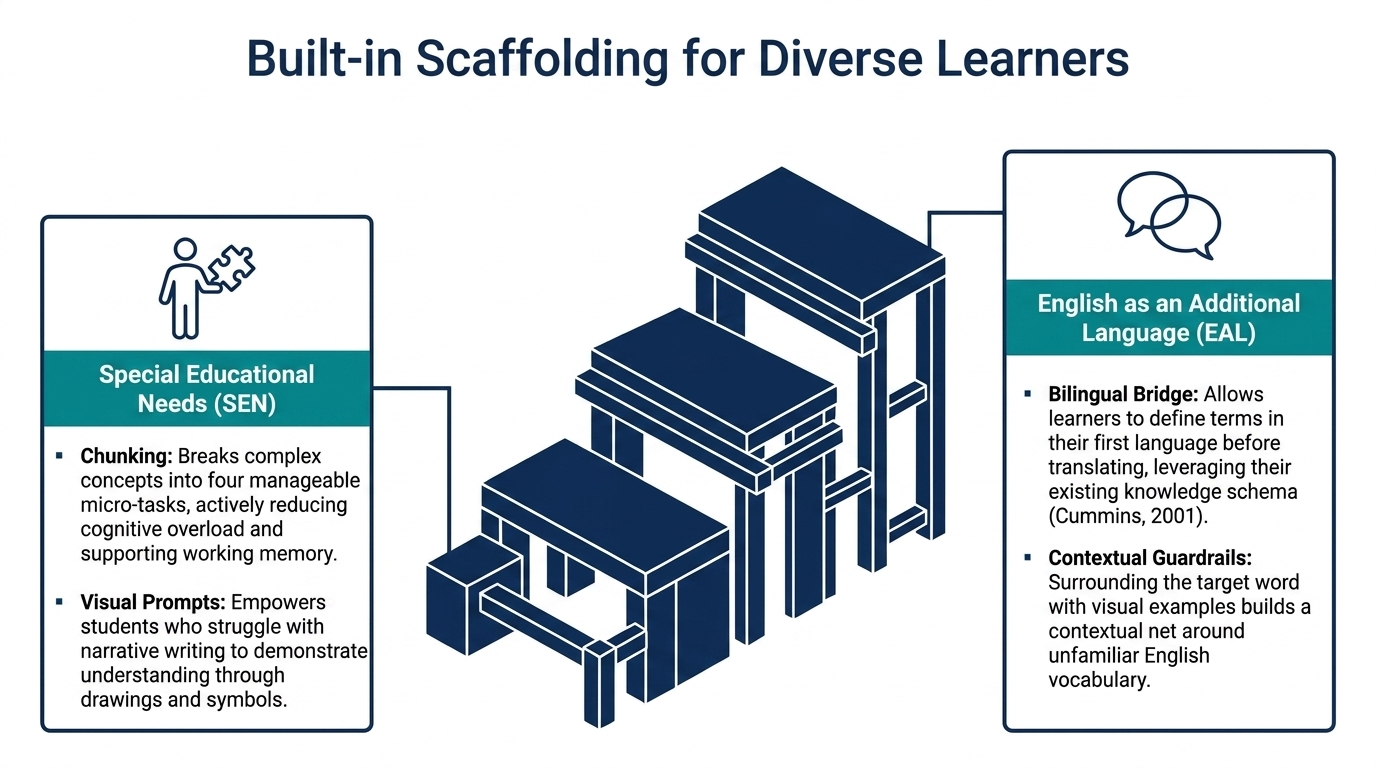 Built-in Scaffolding for Diverse Learners
Special Educational
Needs (SEN)
▪ Chunking: Breaks complex
concepts into four manageable
micro-tasks, actively reducing
cognitive overload and
supporting working memory.
▪ Visual Prompts: Empowers
students who struggle with
narrative writing to demonstrate
understanding through
drawings and symbols.
English as an Additional
Language (EAL)
▪ Bilingual Bridge: Allows
learners to define terms in
their first language before
translating, leveraging their
existing knowledge schema
(Cummins, 2001).
▪ Contextual Guardrails:
Surrounding the target word
with visual examples builds a
contextual net around
unfamiliar English
vocabulary.